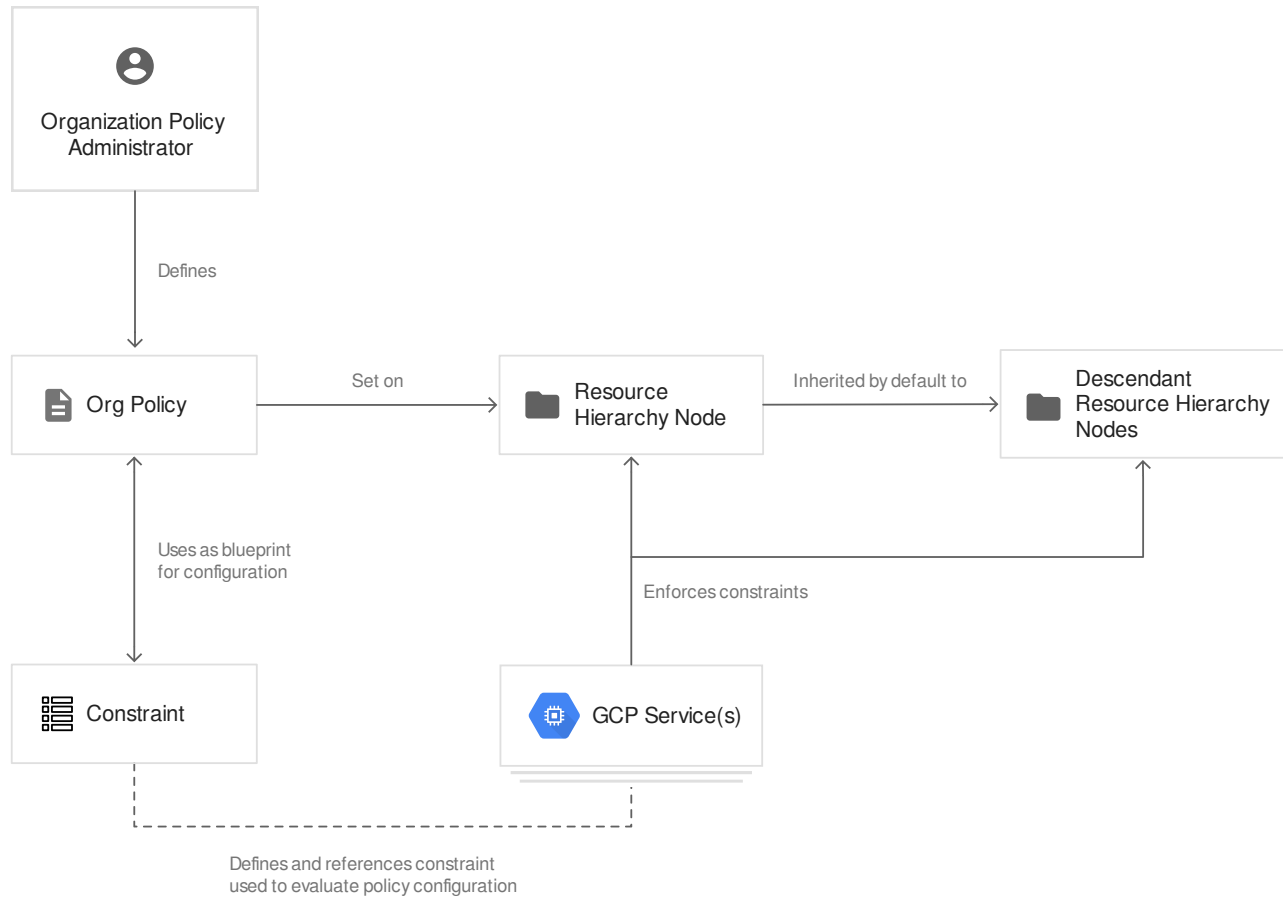 Organization Policy
Administrator
Defines
Org Policy
Set on
Resource
Hierarchy Node
Inherited by default to
Descendant
Resource Hierarchy
Nodes
Uses as blueprint
for configuration
Enforces constraints
Constraint
GCP Service(s)
Defines and references constraint
used to evaluate policy configuration